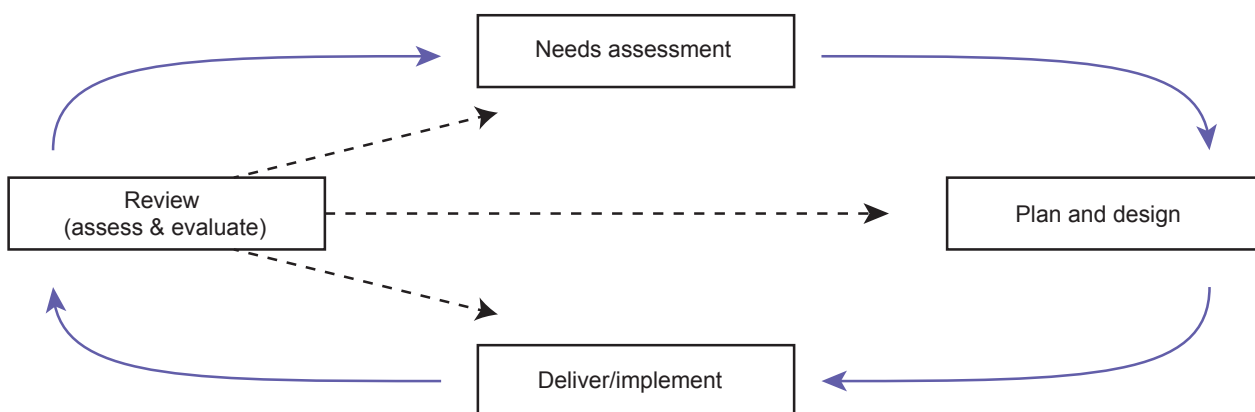 Needs assessment
Review
(assess & evaluate)
Plan and design
Deliver/implement